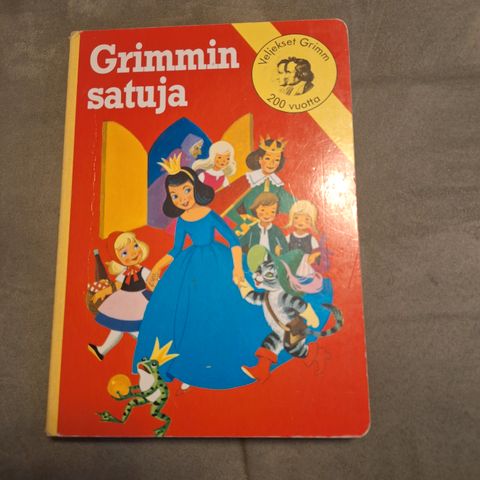 Grimmin
satuja
Veljekset Grimm
200 vuotta